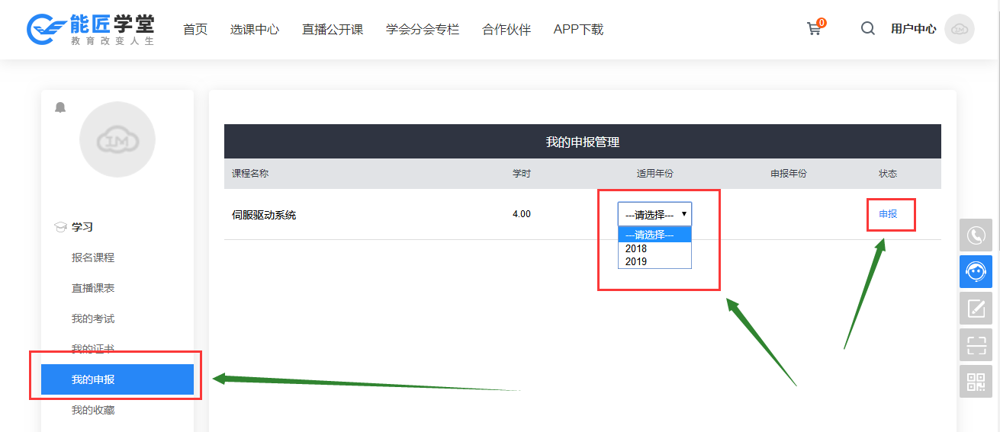 能匠学堂
教育改变人生
首页 选课中心 直播公开课 学会分会专栏 合作伙伴 APP下载
0
用户中心
IM
IM
学习
报名课程
直播课表
我的考试
我的证书
我的申报
我的收藏
我的申报管理
课程名称 学时 适用年份 申报年份 状态
伺服驱动系统 4.00 ---请选择--- 申报
---请选择---
2018
2019